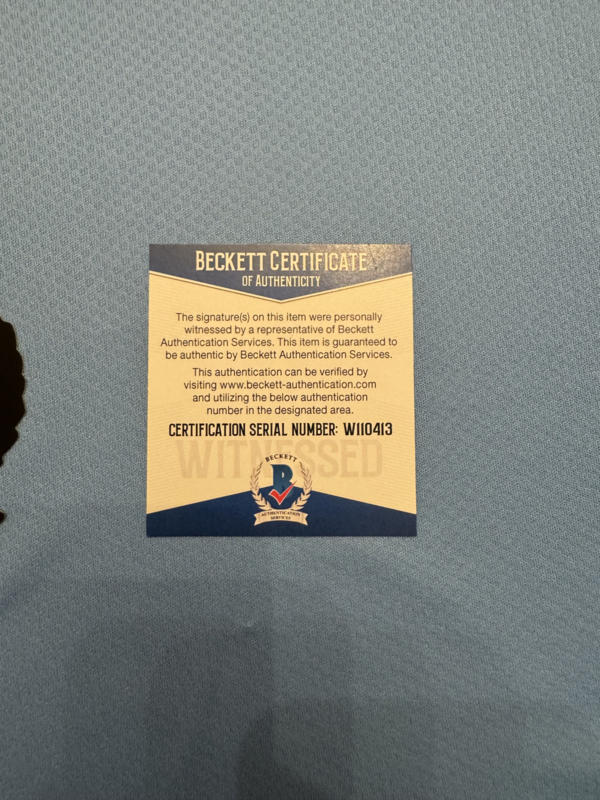 BECKETT CERTIFICATE
OF AUTHENTICITY
The signature(s) on this item were personally
witnessed by a representative of Beckett
Authentication Services. This item is guaranteed to
be authentic by Beckett Authentication Services.
This authentication can be verified by
visiting www.beckett-authentication.com
and utilizing the below authentication
number in the designated area.
CERTIFICATION SERIAL NUMBER: W110413
WITNESSED
BECKETT
B
AUTHENTICATION
SERVICES